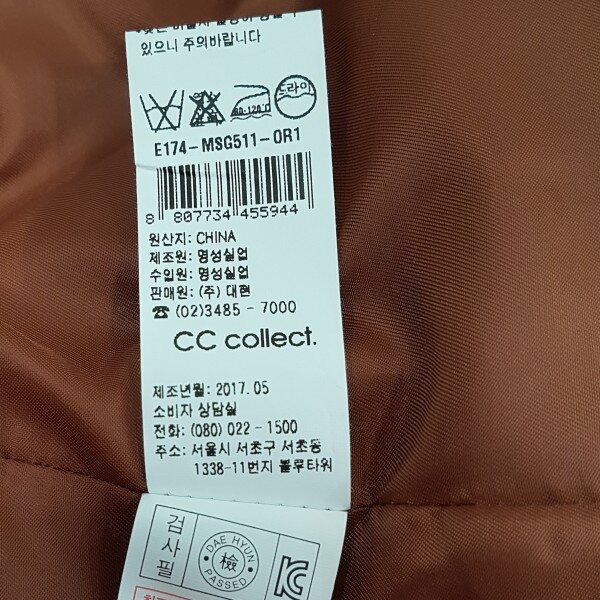 있으니 주의바랍니다
드라이
80-120℃
E174-MSG511-OR1
8 807734 455944
원산지: CHINA
제조원: 명성실업
수입원: 명성실업
판매원: (주) 대현
☎ (02)3485 - 7000
CC collect.
제조년월: 2017.05
소비자 상담실
전화: (080) 022 - 1500
주소: 서울시 서초구 서초동
1338-11번지 블루타워
검사필
DAE HYUN
檢
PASSED